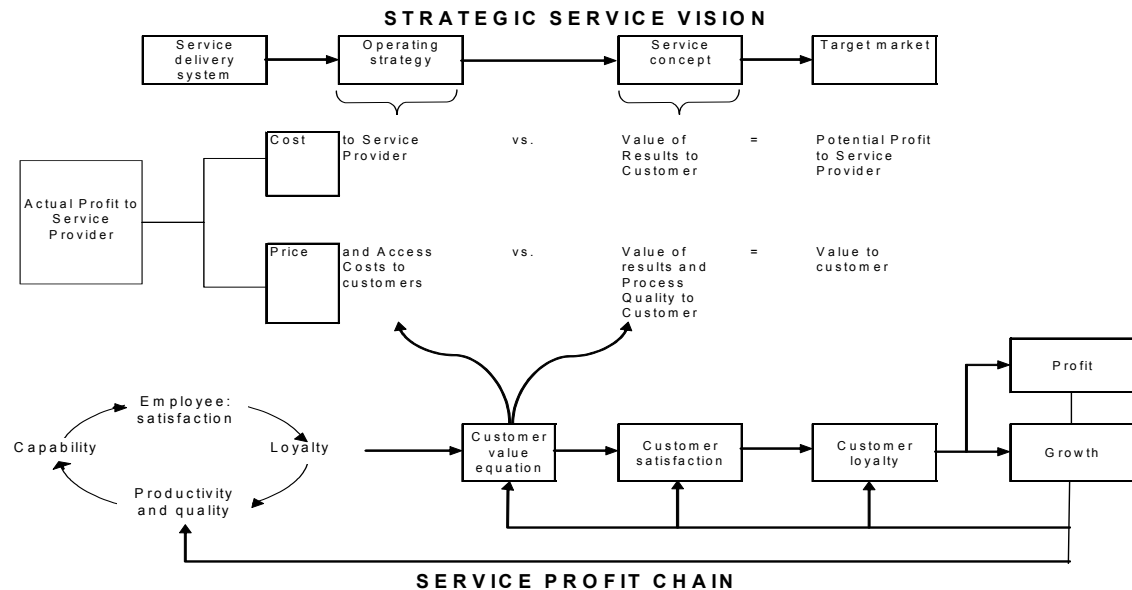 STRATEGIC SERVICE VISION
Service
delivery
system
Operating
strategy
Service
concept
Target market
Cost
to Service
Provider
vs.
Value of
Results to
Customer
=
Potential Profit
to Service
Provider
Actual Profit to
Service
Provider
Price
and Access
Costs to
customers
vs.
Value of
results and
Process
Quality to
Customer
=
Value to
customer
Profit
Employee:
satisfaction
Capability
Loyalty
Productivity
and quality
Customer
value
equation
Customer
satisfaction
Customer
loyalty
Growth
SERVICE PROFIT CHAIN